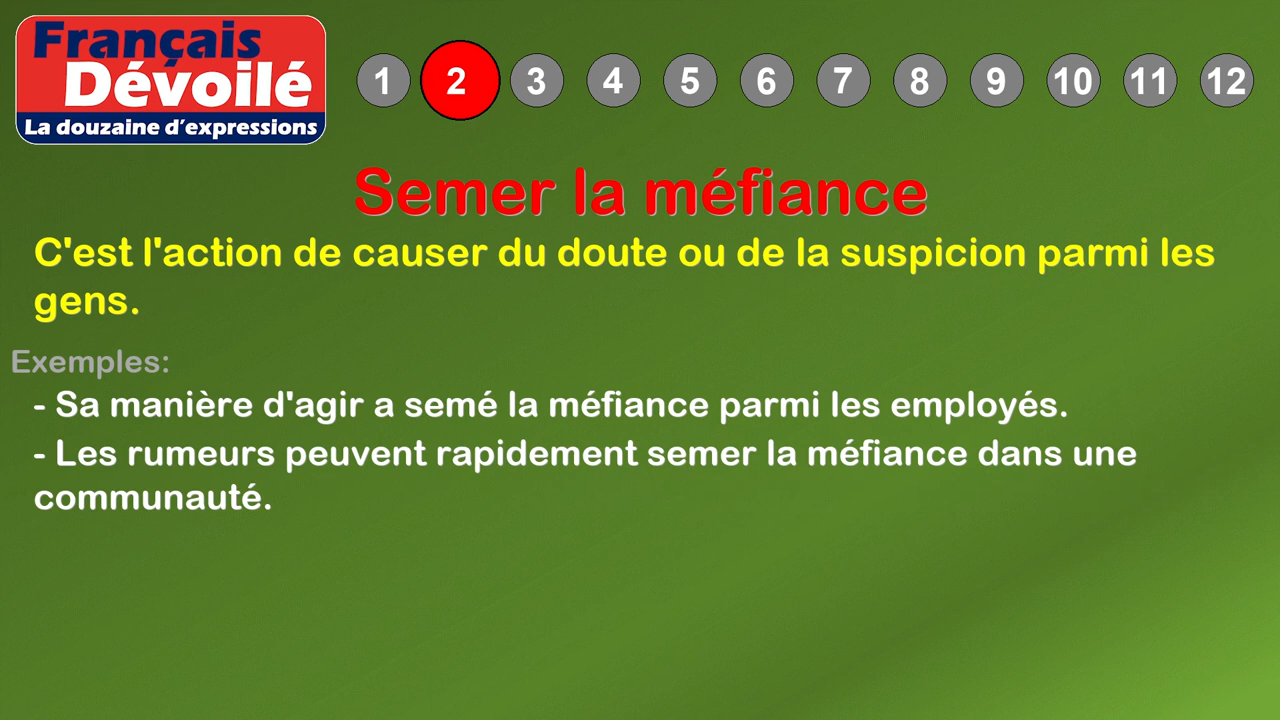 Français
Dévoilé
La douzaine d'expressions
1 2 3 4 5 6 7 8 9 10 11 12
Semer la méfiance
C'est l'action de causer du doute ou de la suspicion parmi les
gens.
Exemples:
- Sa manière d'agir a semé la méfiance parmi les employés.
- Les rumeurs peuvent rapidement semer la méfiance dans une
communauté.